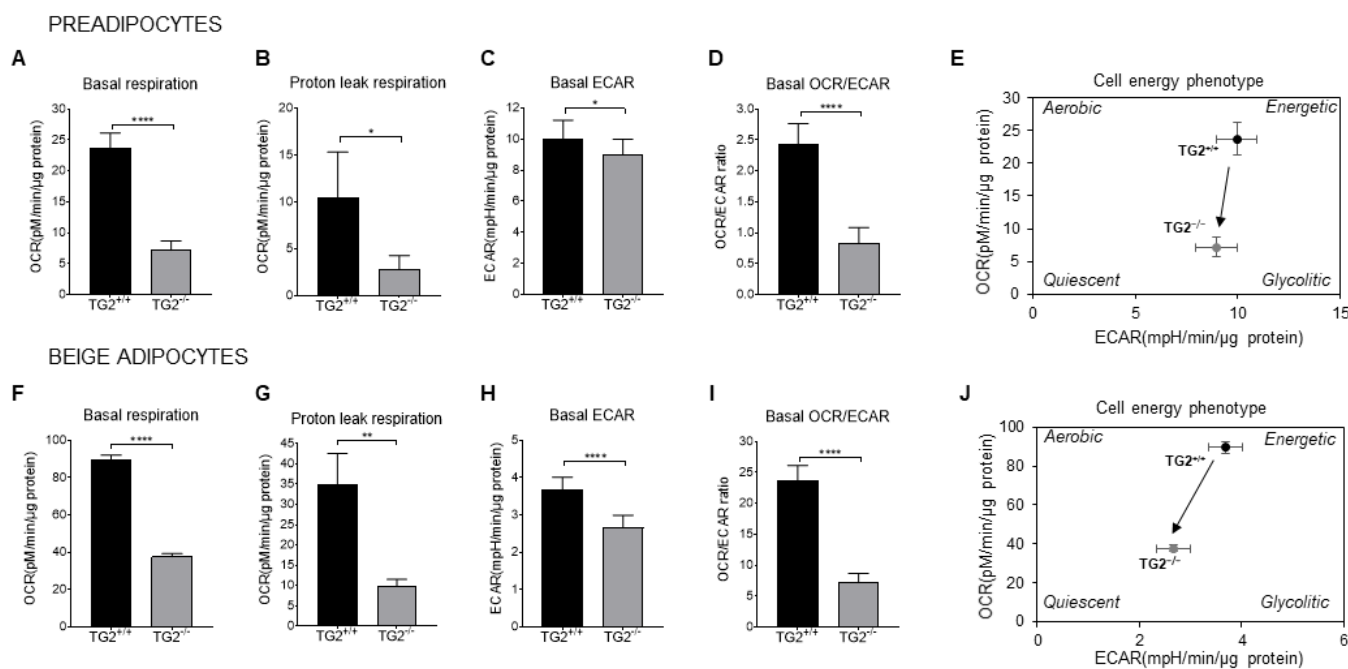 PREADIPOCYTES
A
Basal respiration
OCR(pM/min/µg protein)
30
25
20
15
10
5
0
****
TG2+/+
TG2-/-
B
Proton leak respiration
OCR(pM/min/µg protein)
20
15
10
5
0
*
TG2+/+
TG2-/-
C
Basal ECAR
ECAR(mpH/min/µg protein)
12
10
8
6
4
2
0
*
TG2+/+
TG2-/-
D
Basal OCR/ECAR
OCR/ECAR ratio
3.0
2.5
2.0
1.5
1.0
0.5
0.0
****
TG2+/+
TG2-/-
E
Cell energy phenotype
OCR(pM/min/µg protein)
30
25
20
15
10
5
0
Aerobic
Energetic
TG2+/+
TG2−/−
Quiescent
Glycolitic
0
5
10
15
ECAR(mpH/min/µg protein)
BEIGE ADIPOCYTES
F
Basal respiration
OCR(pM/min/µg protein)
100
80
60
40
20
0
****
TG2+/+
TG2-/-
G
Proton leak respiration
OCR(pM/min/µg protein)
45
40
35
30
25
20
15
10
5
0
**
TG2+/+
TG2-/-
H
Basal ECAR
ECAR(mpH/min/µg protein)
5
4
3
2
1
0
****
TG2+/+
TG2-/-
I
Basal OCR/ECAR
OCR/ECAR ratio
30
25
20
15
10
5
0
****
TG2+/+
TG2-/-
J
Cell energy phenotype
OCR(pM/min/µg protein)
100
80
60
40
20
0
Aerobic
Energetic
TG2+/+
TG2−/−
Quiescent
Glycolitic
0
2
4
6
ECAR(mpH/min/µg protein)